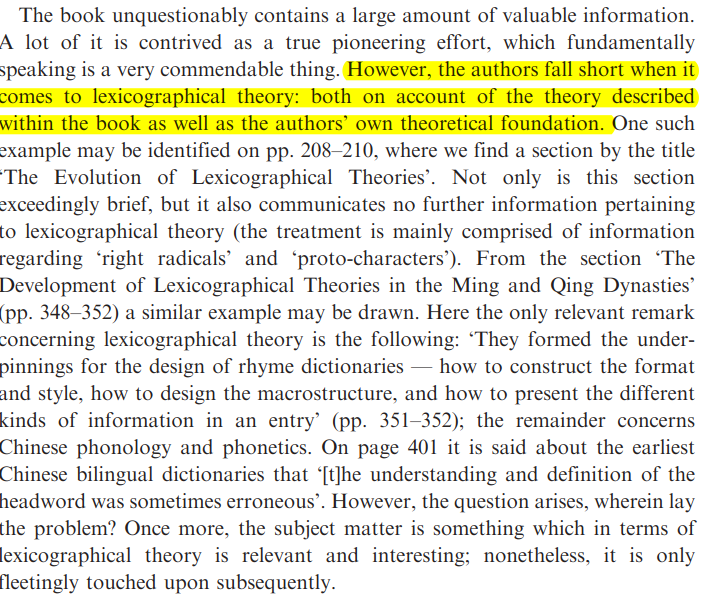 The book unquestionably contains a large amount of valuable information.
A lot of it is contrived as a true pioneering effort, which fundamentally
speaking is a very commendable thing. However, the authors fall short when it
comes to lexicographical theory: both on account of the theory described
within the book as well as the authors’ own theoretical foundation. One such
example may be identified on pp. 208–210, where we find a section by the title
‘The Evolution of Lexicographical Theories’. Not only is this section
exceedingly brief, but it also communicates no further information pertaining
to lexicographical theory (the treatment is mainly comprised of information
regarding ‘right radicals’ and ‘proto-characters’). From the section ‘The
Development of Lexicographical Theories in the Ming and Qing Dynasties’
(pp. 348–352) a similar example may be drawn. Here the only relevant remark
concerning lexicographical theory is the following: ‘They formed the under-
pinnings for the design of rhyme dictionaries — how to construct the format
and style, how to design the macrostructure, and how to present the different
kinds of information in an entry’ (pp. 351–352); the remainder concerns
Chinese phonology and phonetics. On page 401 it is said about the earliest
Chinese bilingual dictionaries that ‘[t]he understanding and definition of the
headword was sometimes erroneous’. However, the question arises, wherein lay
the problem? Once more, the subject matter is something which in terms of
lexicographical theory is relevant and interesting; nonetheless, it is only
fleetingly touched upon subsequently.